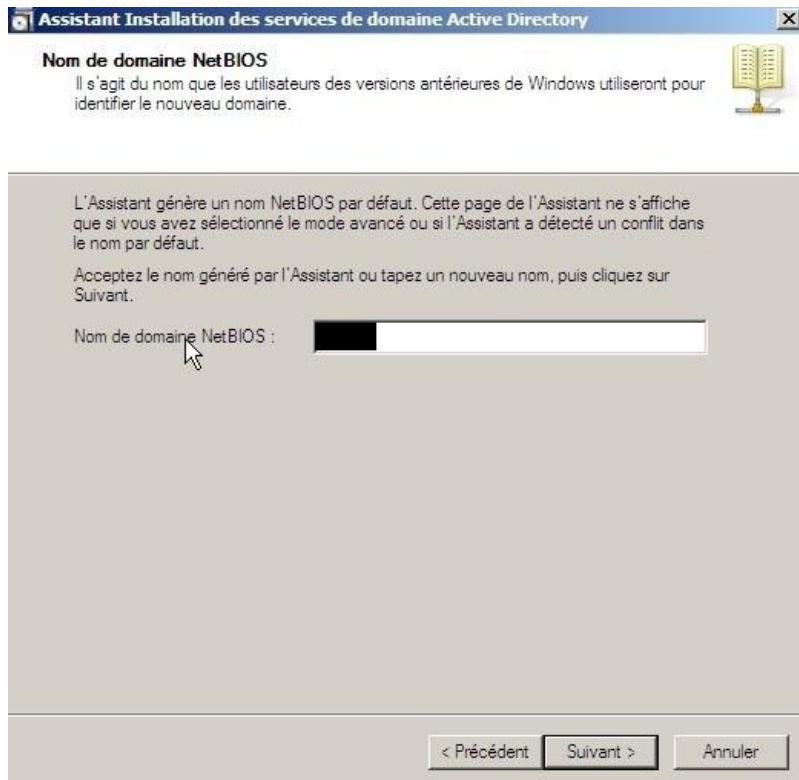 Assistant Installation des services de domaine Active Directory
Nom de domaine NetBIOS
Il s'agit du nom que les utilisateurs des versions antérieures de Windows utiliseront pour
identifier le nouveau domaine.
L'Assistant génère un nom NetBIOS par défaut. Cette page de l'Assistant ne s'affiche
que si vous avez sélectionné le mode avancé ou si l'Assistant a détecté un conflit dans
le nom par défaut.
Acceptez le nom généré par l'Assistant ou tapez un nouveau nom, puis cliquez sur
Suivant.
Nom de domaine NetBIOS :
< Précédent Suivant > Annuler